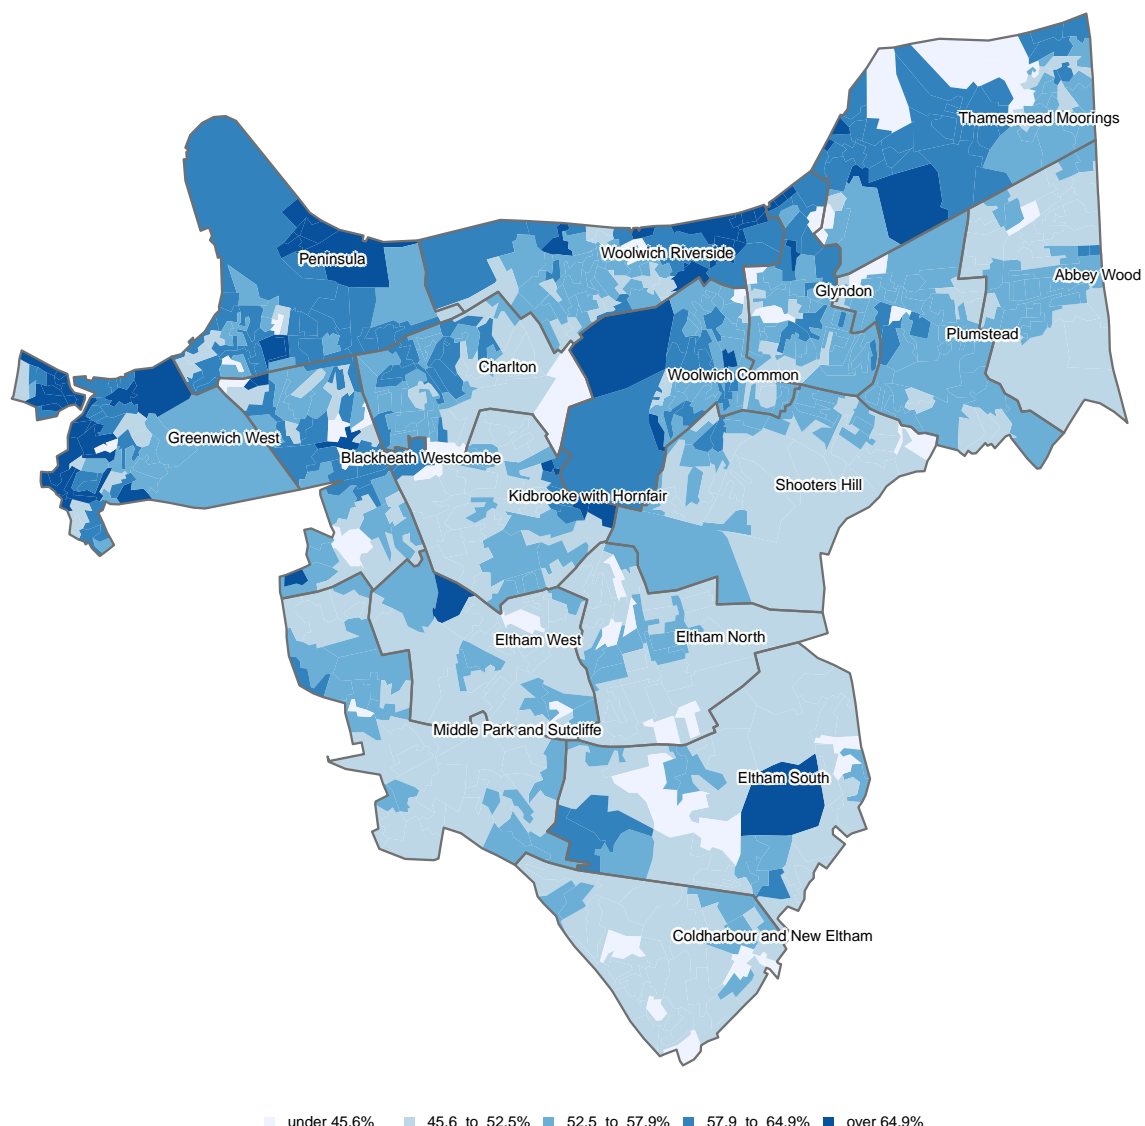 Thamesmead Moorings
Woolwich Riverside
Peninsula
Abbey Wood
Glyndon
Plumstead
Charlton
Woolwich Common
Greenwich West
Blackheath Westcombe
Shooters Hill
Kidbrooke with Hornfair
Eltham North
Eltham West
Middle Park and Sutcliffe
Eltham South
Coldharbour and New Eltham
under 45.6% 45.6 to 52.5% 52.5 to 57.9% 57.9 to 64.9% over 64.9%